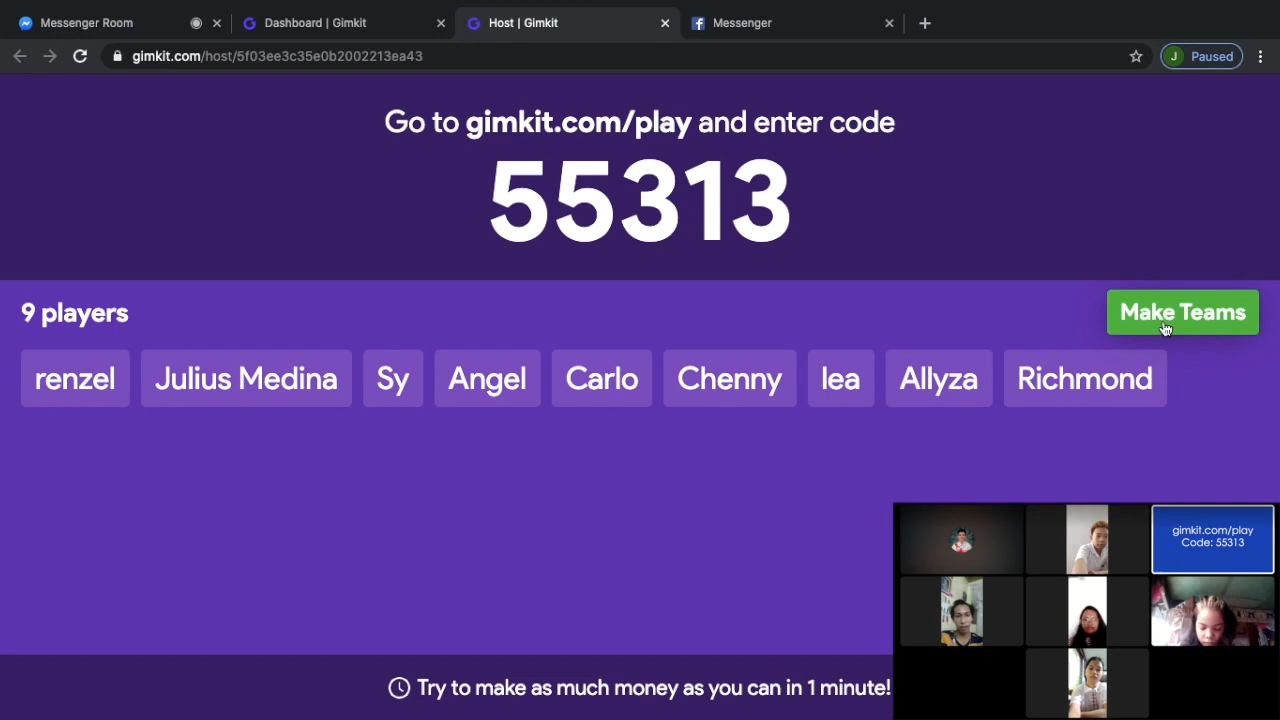 Messenger Room
Dashboard | Gimkit
Host | Gimkit
Messenger
gimkit.com/host/5f03ee3c35e0b2002213ea43
J Paused
Go to gimkit.com/play and enter code
55313
9 players
Make Teams
renzel Julius Medina Sy Angel Carlo Chenny lea Allyza Richmond
gimkit.com/play
Code: 55313
Try to make as much money as you can in 1 minute!